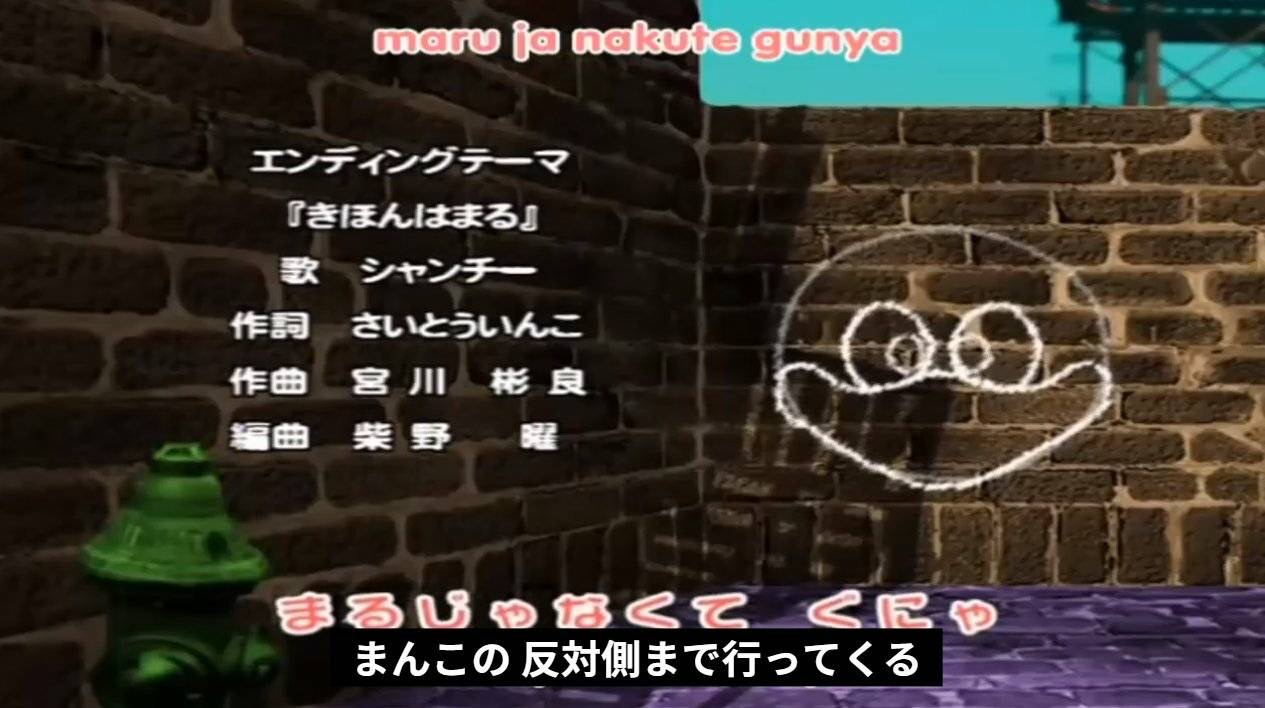 maru ja nakute gunya
エンディングテーマ
『きほんはまる』
歌 シャンチー
作詞 さいとういんこ
作曲 宮川 彬良
編曲 柴野 曜
まるじゃなくて ぐにゃ
まんこの 反対側まで行ってくる